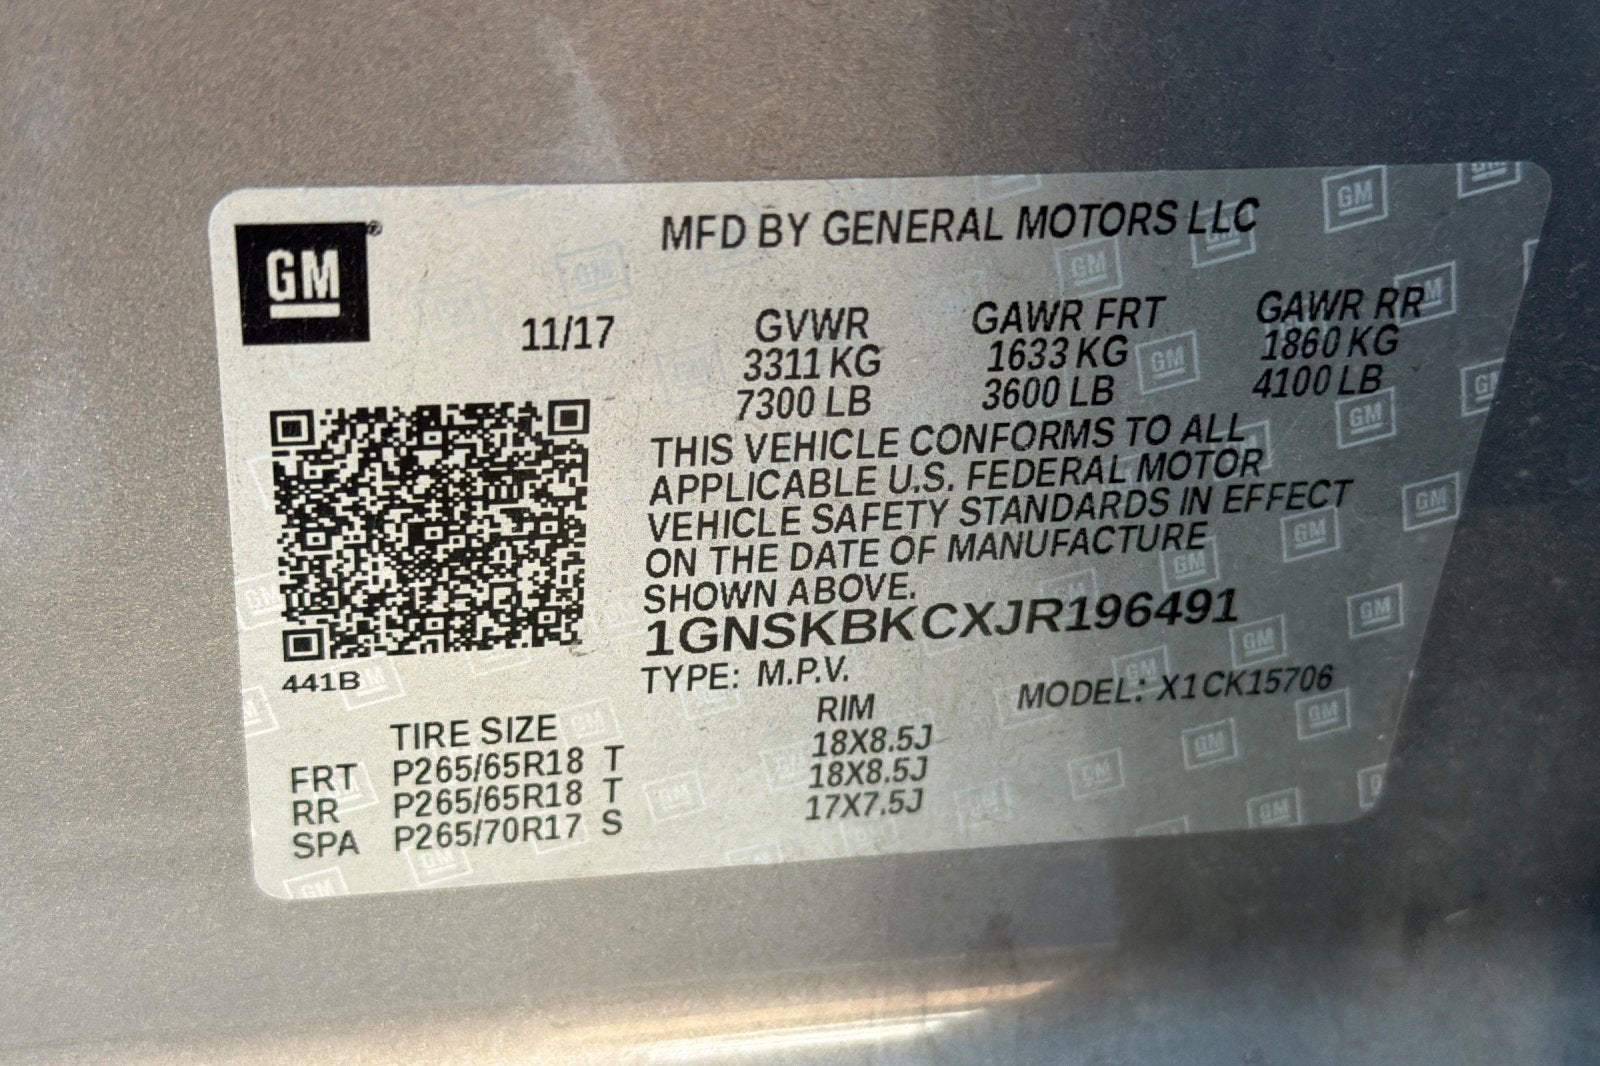 GM
MFD BY GENERAL MOTORS LLC
11/17
GVWR GAWR FRT GAWR RR
3311 KG 1633 KG 1860 KG
7300 LB 3600 LB 4100 LB
THIS VEHICLE CONFORMS TO ALL
APPLICABLE U.S. FEDERAL MOTOR
VEHICLE SAFETY STANDARDS IN EFFECT
ON THE DATE OF MANUFACTURE
SHOWN ABOVE.
1GNSKBKCXJR196491
441B
TYPE: M.P.V. MODEL: X1CK15706
TIRE SIZE RIM
FRT P265/65R18 T 18X8.5J
RR P265/65R18 T 18X8.5J
SPA P265/70R17 S 17X7.5J